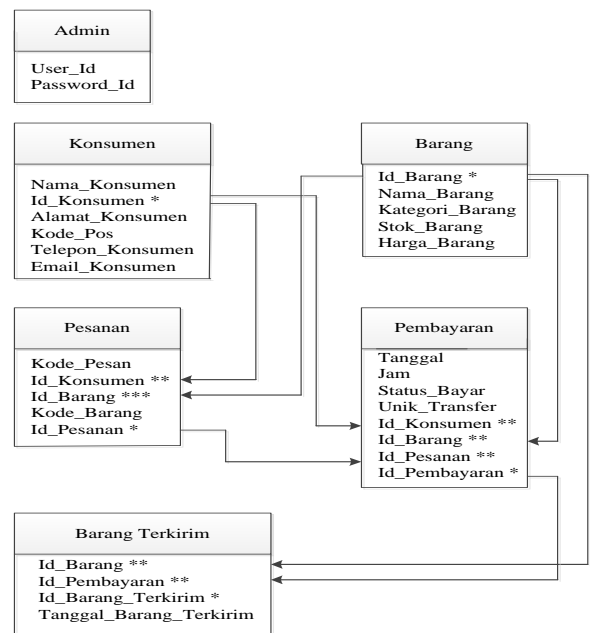 Admin
User_Id
Password_Id
Konsumen
Nama_Konsumen
Id_Konsumen *
Alamat_Konsumen
Kode_Pos
Telepon_Konsumen
Email_Konsumen
Barang
Id_Barang *
Nama_Barang
Kategori_Barang
Stok_Barang
Harga_Barang
Pesanan
Kode_Pesan
Id_Konsumen **
Id_Barang ***
Kode_Barang
Id_Pesanan *
Pembayaran
Tanggal
Jam
Status_Bayar
Unik_Transfer
Id_Konsumen **
Id_Barang **
Id_Pesanan **
Id_Pembayaran *
Barang Terkirim
Id_Barang **
Id_Pembayaran **
Id_Barang_Terkirim *
Tanggal_Barang_Terkirim